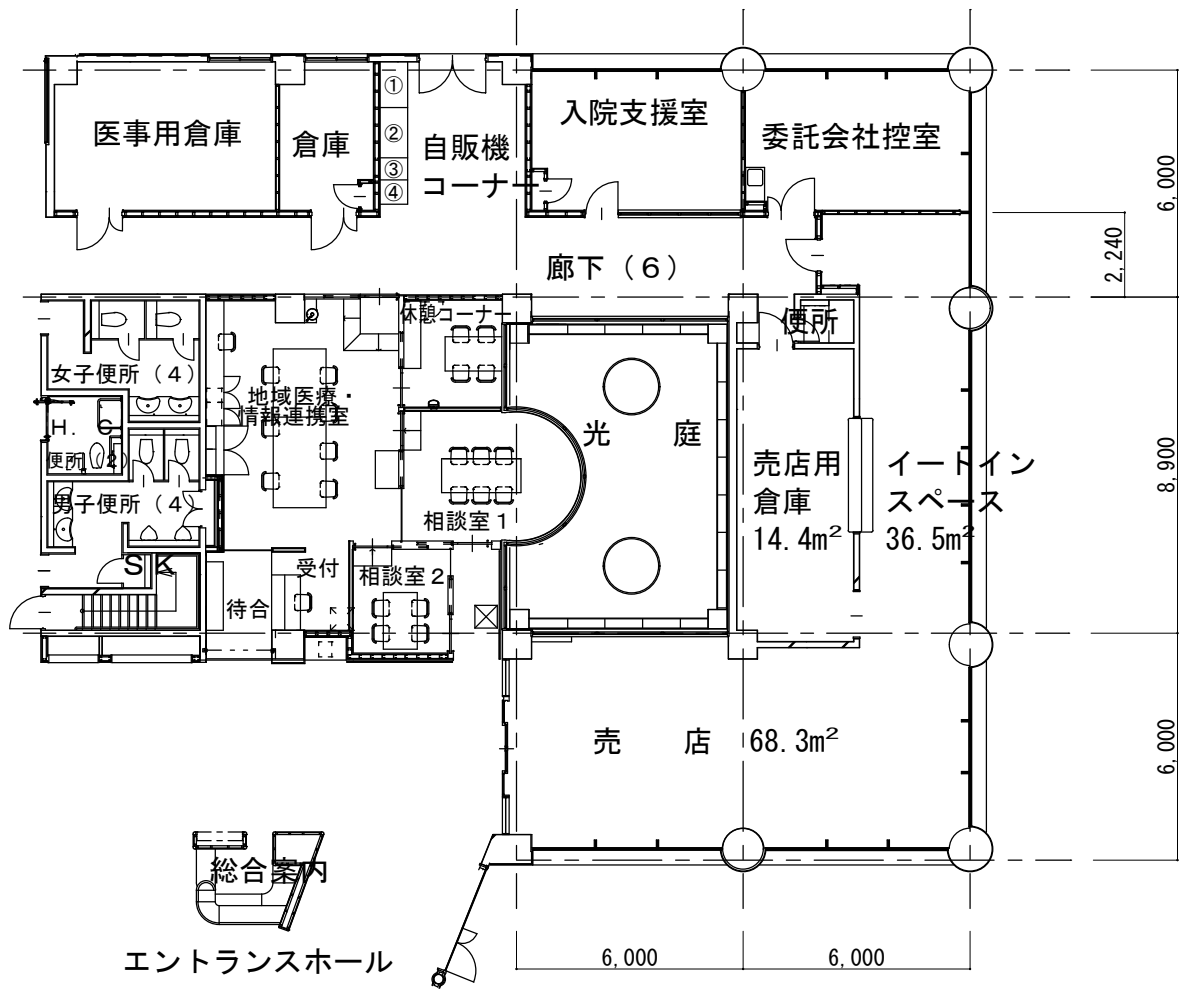 医事用倉庫
倉庫
①
②
③
④
自販機
コーナー
入院支援室
委託会社控室
6,000
2,240
廊下（6）
便所
休憩コーナー
女子便所（4）
地域医療・
情報連携室
H. C
便所（2）
男子便所（4）
SK
光 庭
相談室1
相談室2
受付
待合
売店用
倉庫
14.4m²
イートイン
スペース
36.5m²
8,900
売 店 68.3m²
6,000
総合案内
エントランスホール
6,000
6,000